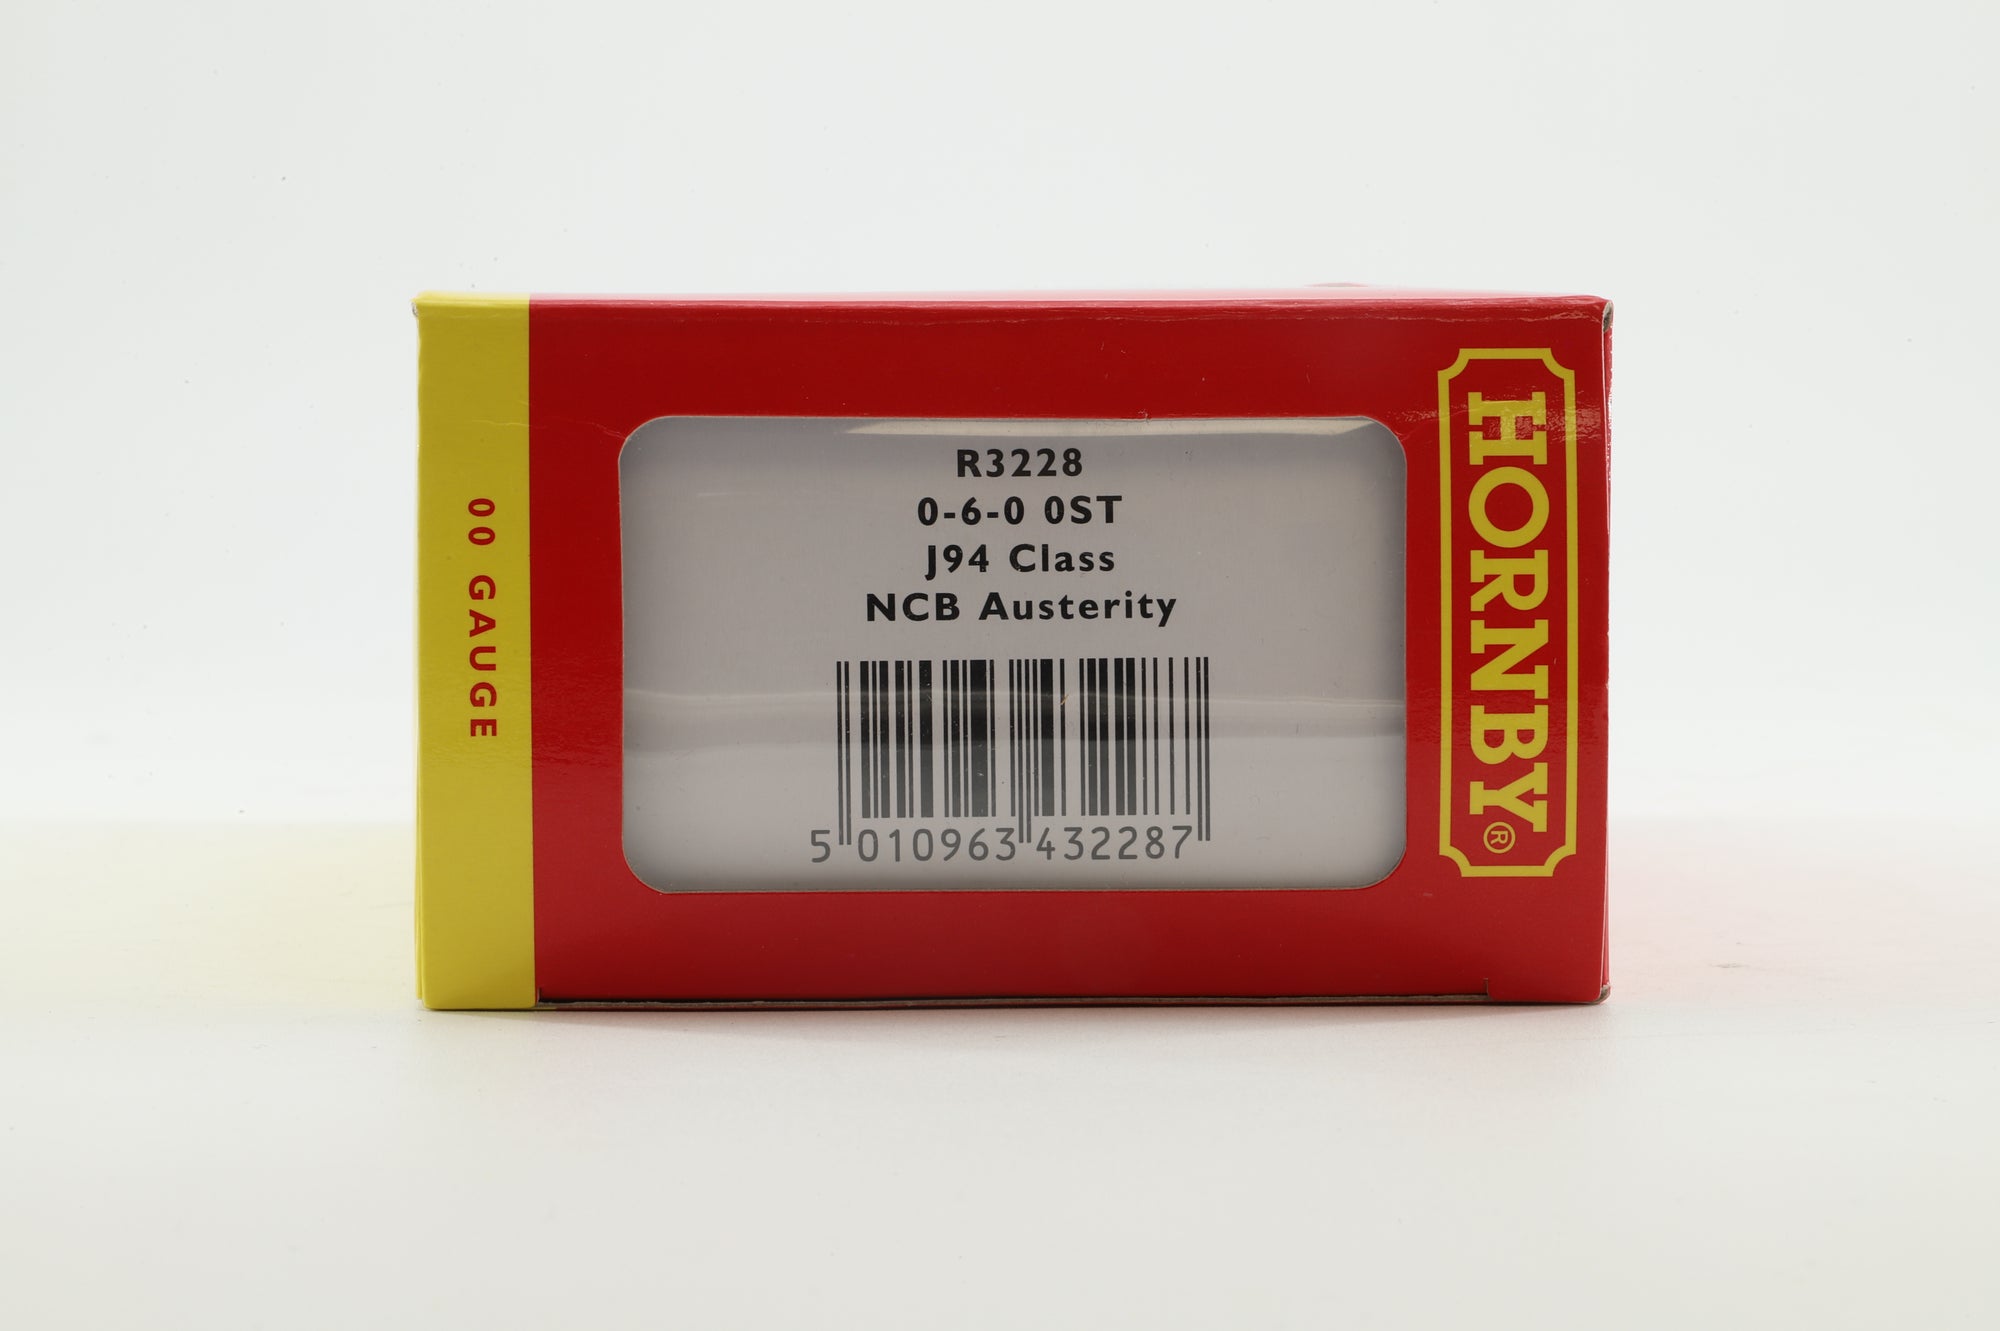 00 GAUGE
R3228
0-6-0 0ST
J94 Class
NCB Austerity
5 010963 432287
HORNBY®